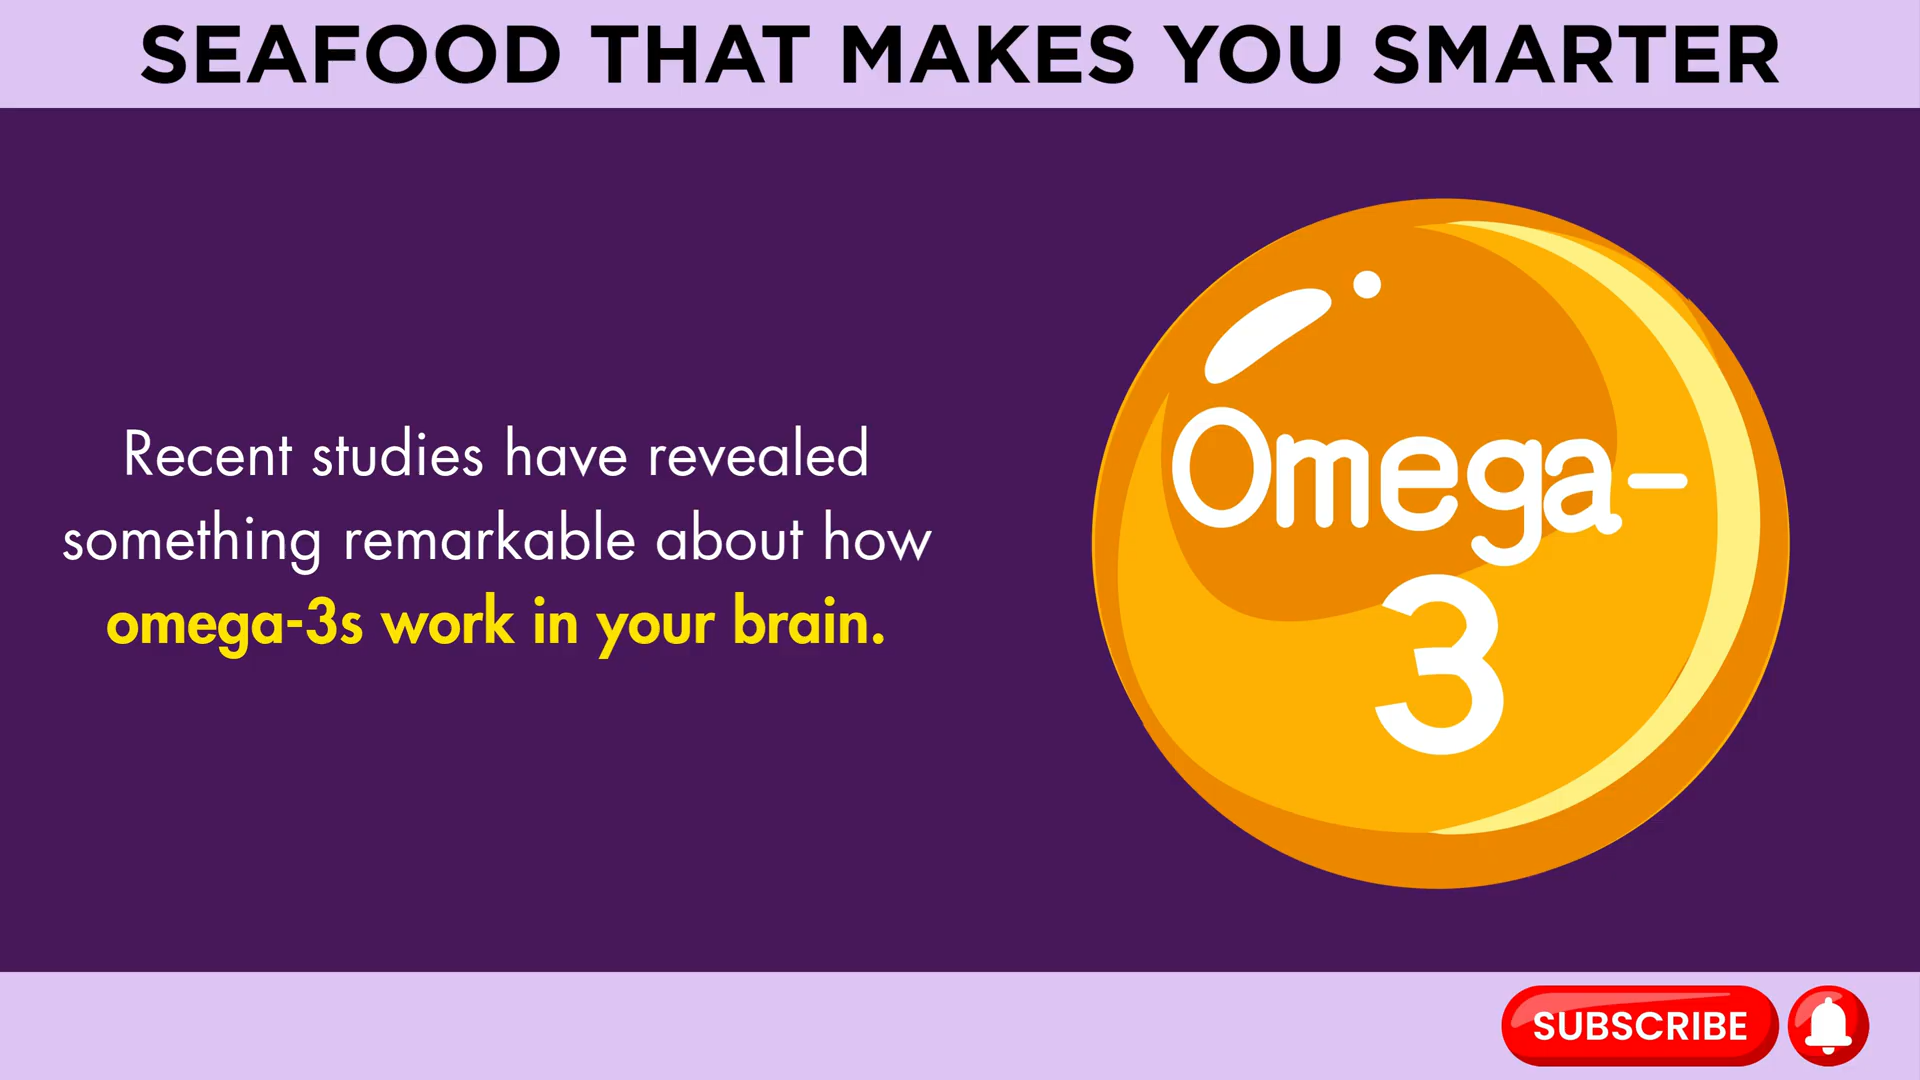 SEAFOOD THAT MAKES YOU SMARTER
Recent studies have revealed
something remarkable about how
omega-3s work in your brain.
Omega-
3
SUBSCRIBE